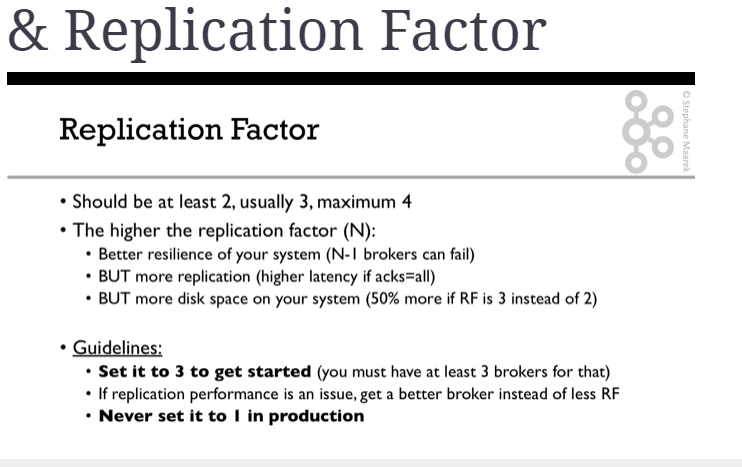 & Replication Factor
Replication Factor
© Stephane Maarek
• Should be at least 2, usually 3, maximum 4
• The higher the replication factor (N):
• Better resilience of your system (N-1 brokers can fail)
• BUT more replication (higher latency if acks=all)
• BUT more disk space on your system (50% more if RF is 3 instead of 2)
• Guidelines:
• Set it to 3 to get started (you must have at least 3 brokers for that)
• If replication performance is an issue, get a better broker instead of less RF
• Never set it to 1 in production